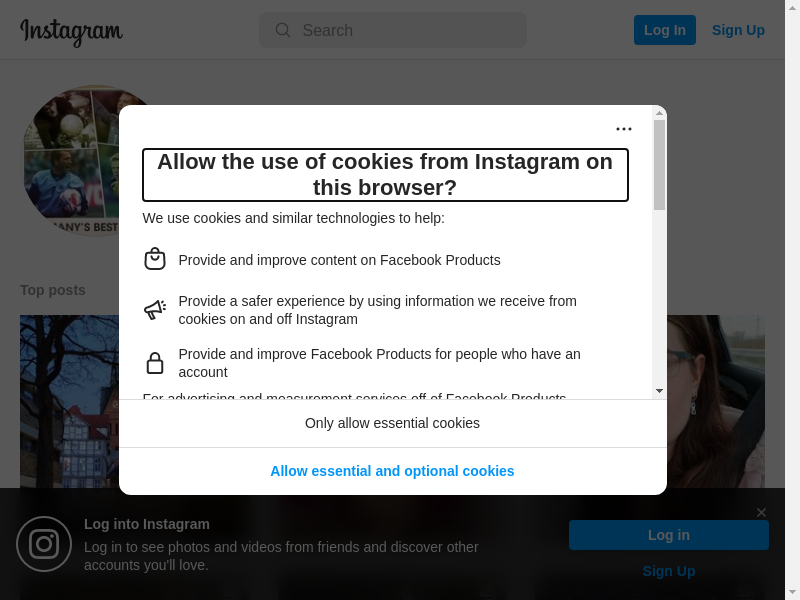 Instagram
Search
Log In
Sign Up
Allow the use of cookies from Instagram on
this browser?
We use cookies and similar technologies to help:
Provide and improve content on Facebook Products
Provide a safer experience by using information we receive from
cookies on and off Instagram
Provide and improve Facebook Products for people who have an
account
For advertising and measurement services off of Facebook Products
Only allow essential cookies
Allow essential and optional cookies
Top posts
Log into Instagram
Log in to see photos and videos from friends and discover other
accounts you'll love.
Log in
Sign Up